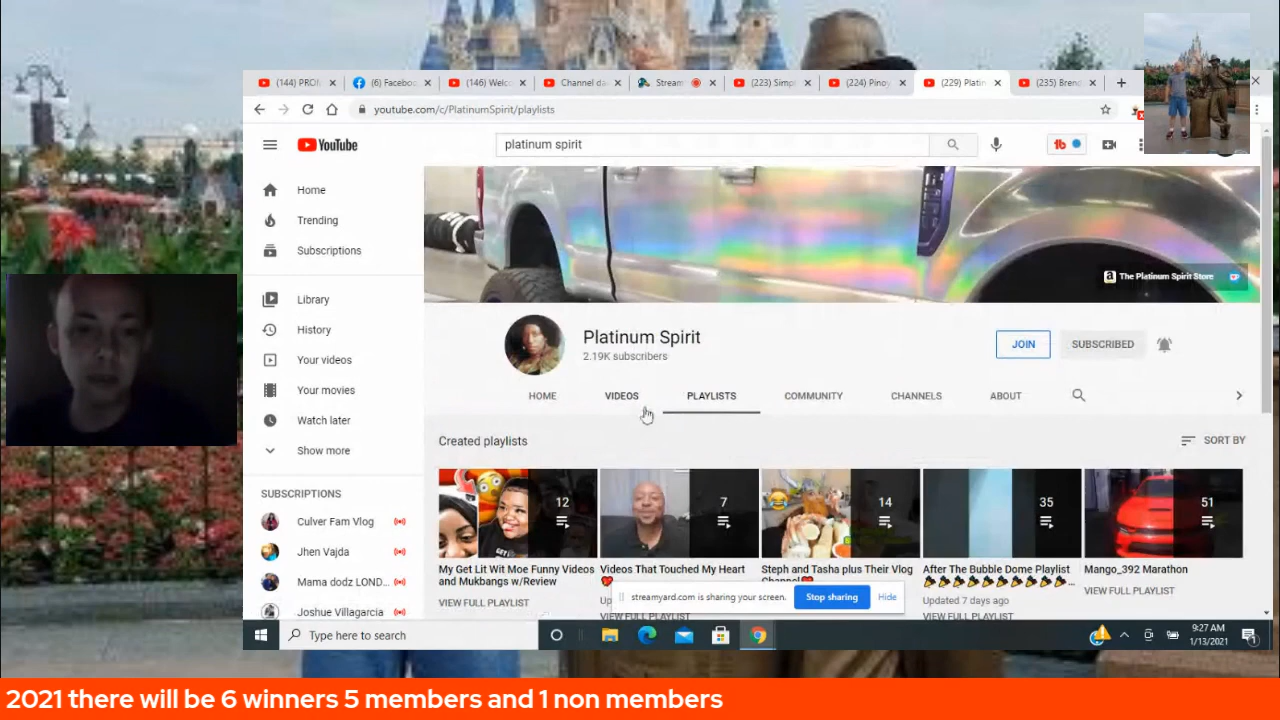 (144) PROf
(6) Faceboo
(146) Welc
Channel da
Stream
(223) Simp
(224) Pinoy
(229) Platin
(235) Brend
youtube.com/c/PlatinumSpirit/playlists
YouTube
platinum spirit
Home
Trending
Subscriptions
Library
History
Your videos
Your movies
Watch later
Show more
SUBSCRIPTIONS
Culver Fam Vlog
Jhen Vajda
Mama dodz LOND...
Joshue Villagarcia
The Platinum Spirit Store
Platinum Spirit
2.19K subscribers
JOIN
SUBSCRIBED
HOME
VIDEOS
PLAYLISTS
COMMUNITY
CHANNELS
ABOUT
Created playlists
SORT BY
12
7
14
35
51
My Get Lit Wit Moe Funny Videos
and Mukbangs w/Review
VIEW FULL PLAYLIST
Videos That Touched My Heart
VIEW FULL PLAYLIST
Steph and Tasha plus Their Vlog
Channel
After The Bubble Dome Playlist
Updated 7 days ago
VIEW FULL PLAYLIST
Mango_392 Marathon
VIEW FULL PLAYLIST
streamyard.com is sharing your screen.
Stop sharing
Hide
Type here to search
9:27 AM
1/13/2021
2021 there will be 6 winners 5 members and 1 non members